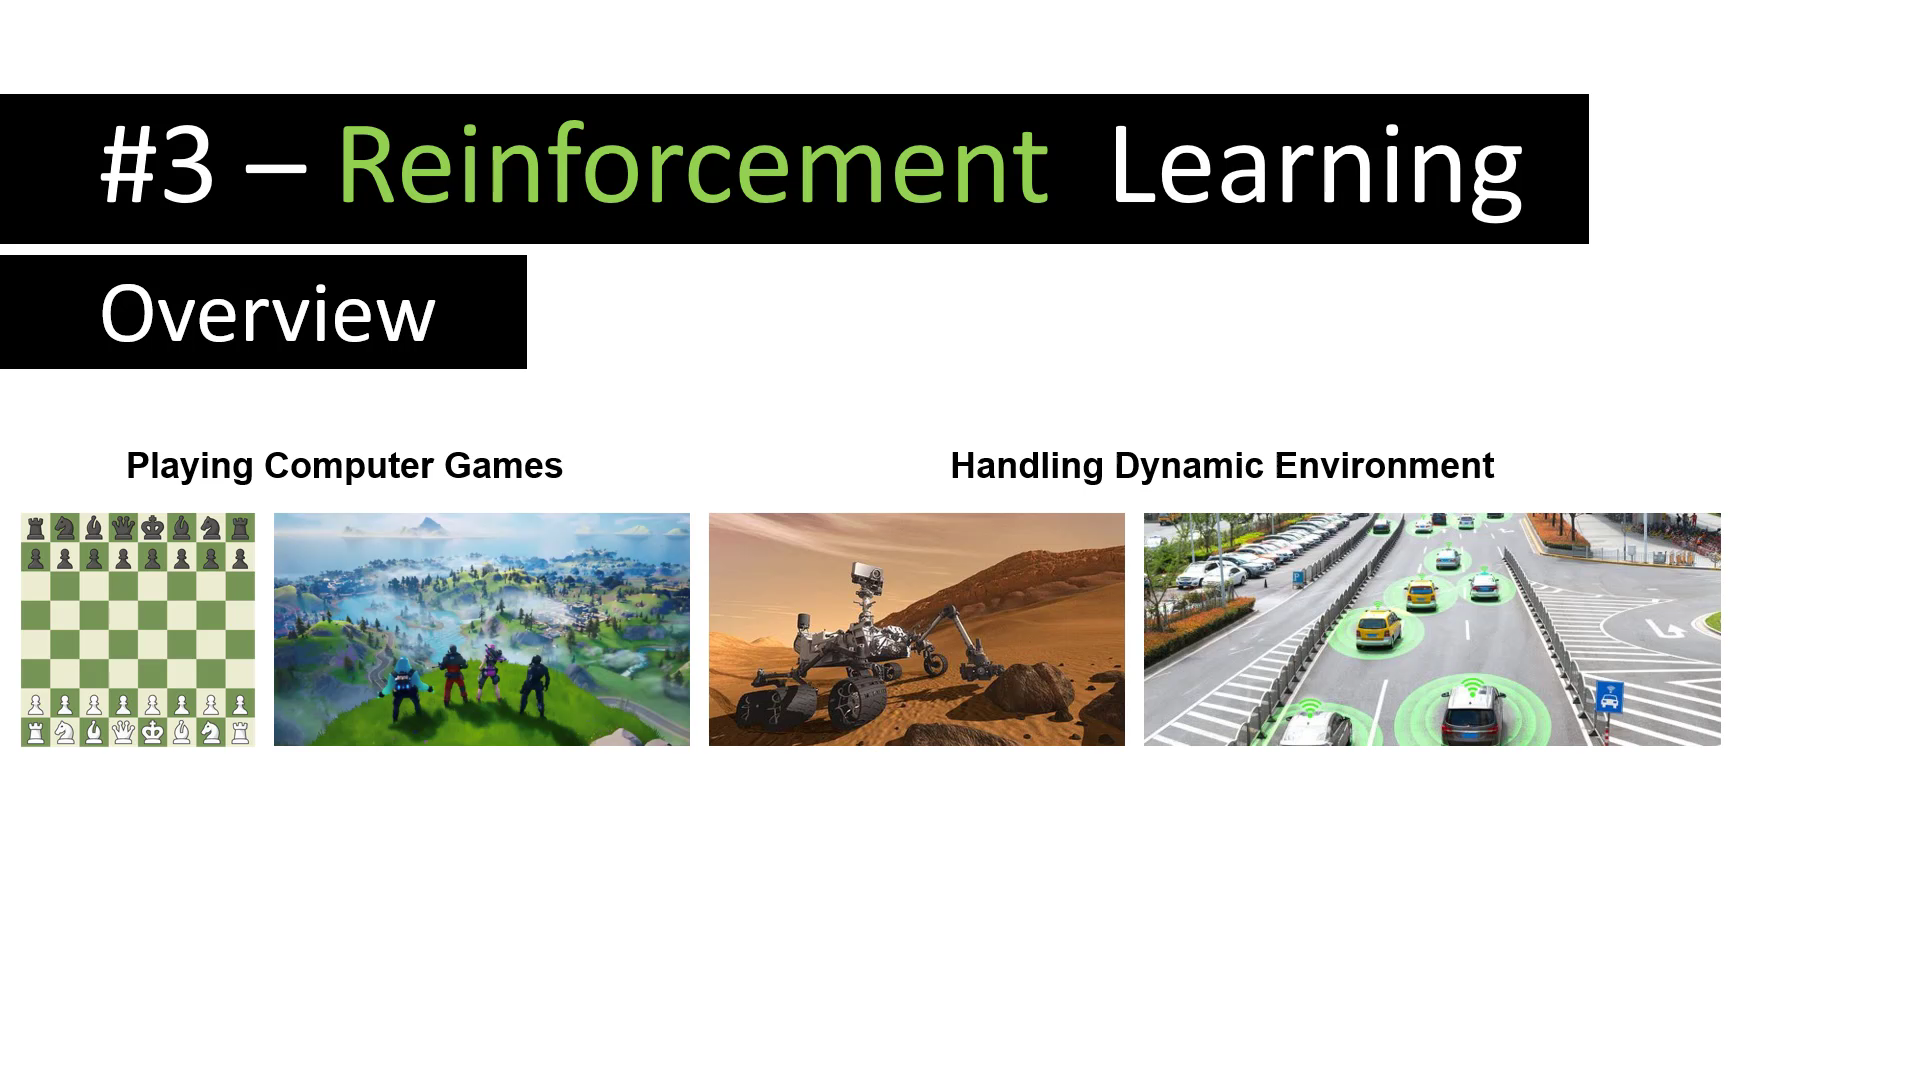 #3 – Reinforcement Learning
Overview
Playing Computer Games
Handling Dynamic Environment
P